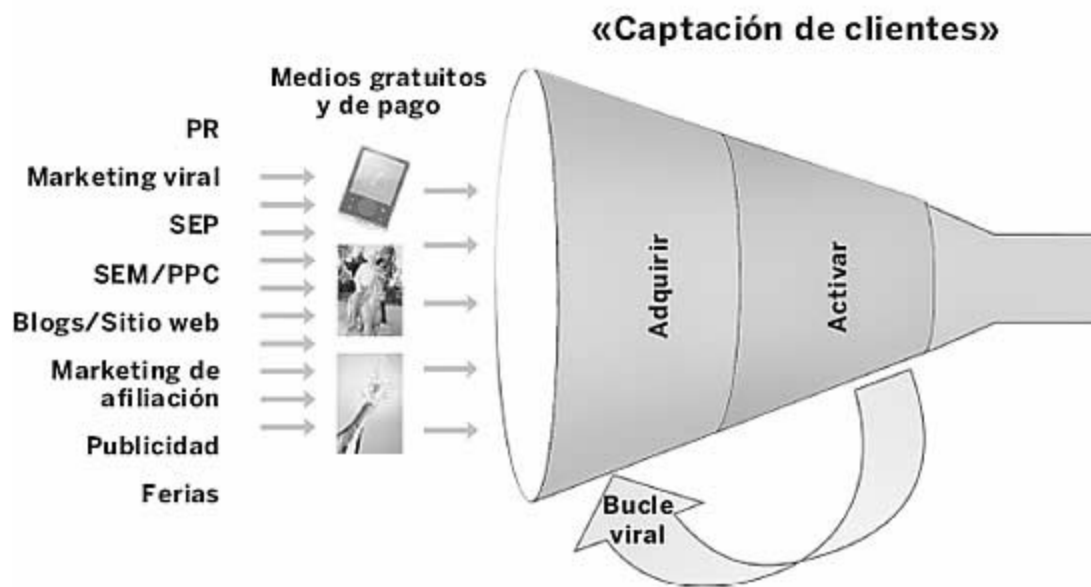 «Captación de clientes»
Medios gratuitos
y de pago
PR
Marketing viral
SEP
SEM/PPC
Blogs/Sitio web
Marketing de
afiliación
Publicidad
Ferias
Adquirir
Activar
Bucle
viral